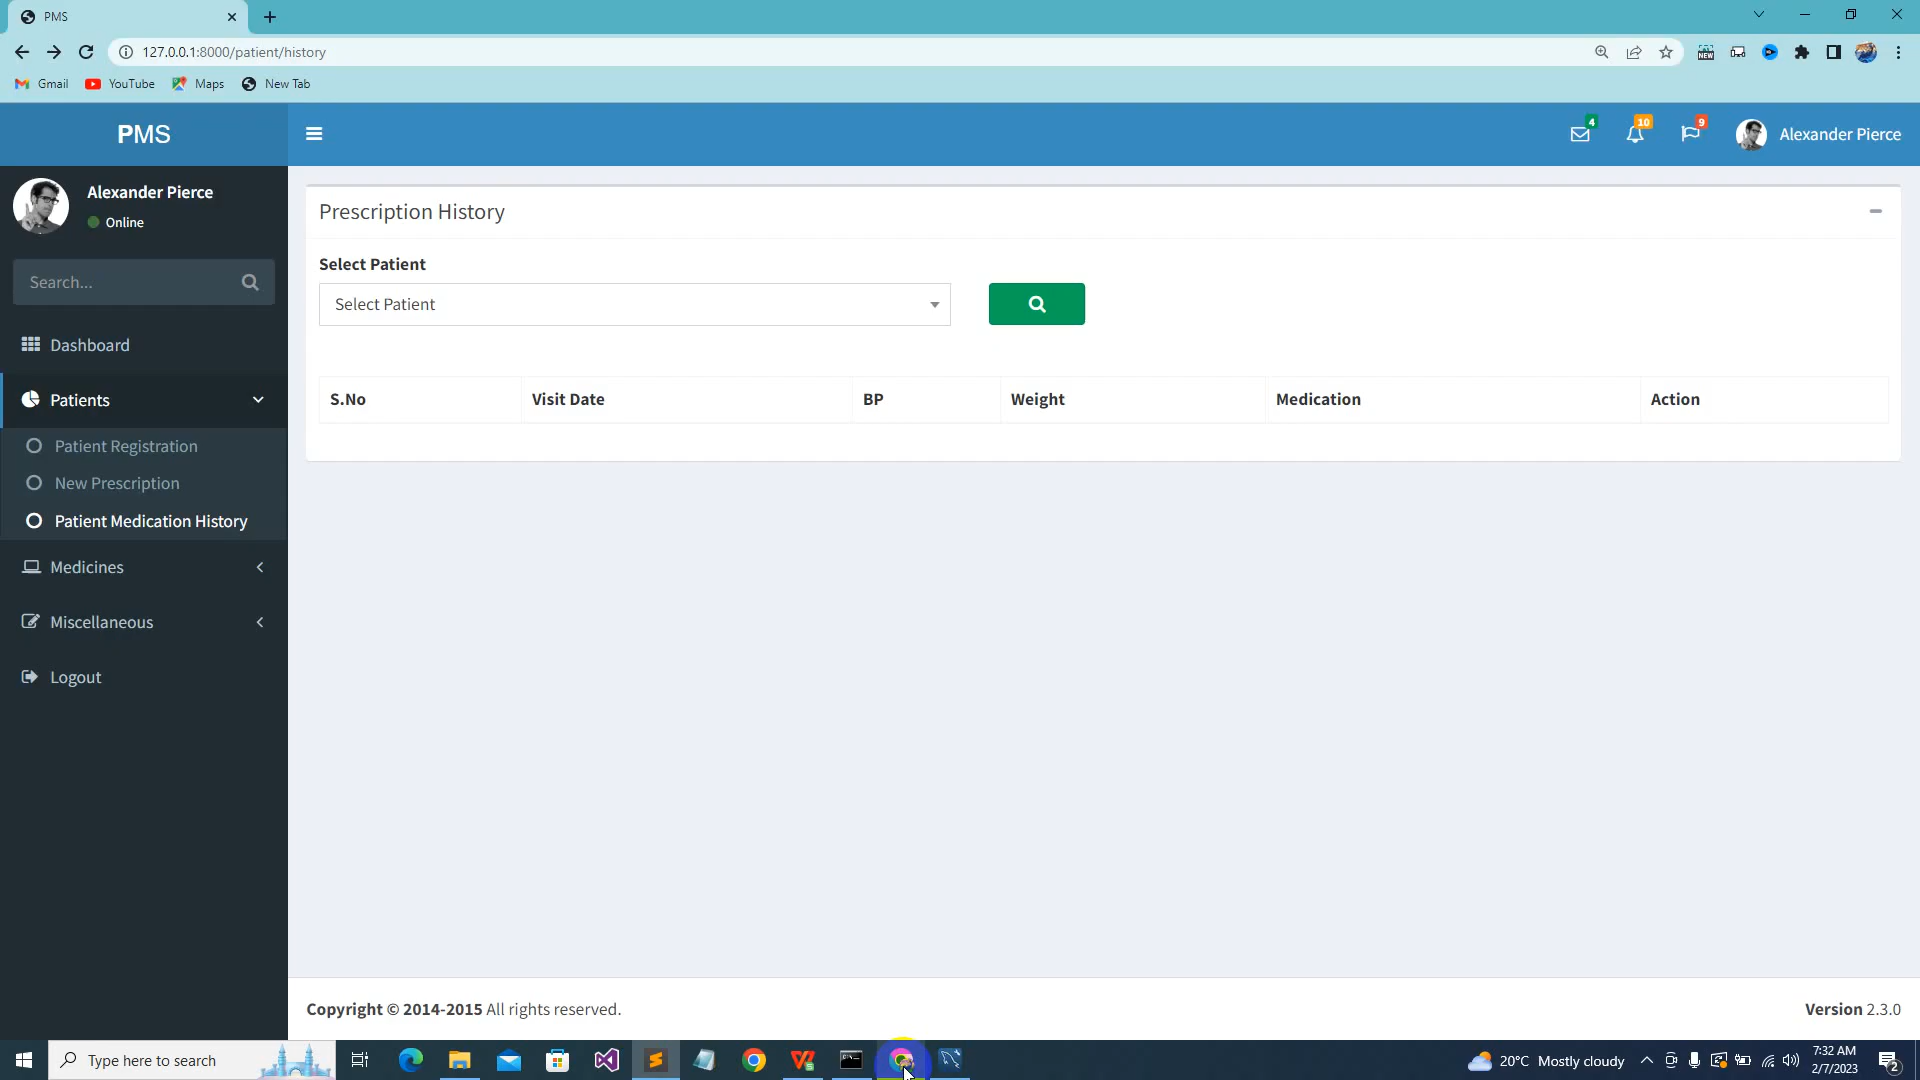 PMS
127.0.0.1:8000/patient/history
Gmail
YouTube
Maps
New Tab
PMS
4
10
9
Alexander Pierce
Alexander Pierce
Online
Search...
Dashboard
Patients
Patient Registration
New Prescription
Patient Medication History
Medicines
Miscellaneous
Logout
Prescription History
Select Patient
Select Patient
S.No Visit Date BP Weight Medication Action
Copyright © 2014-2015 All rights reserved.
Version 2.3.0
Type here to search
20°C Mostly cloudy
7:32 AM
2/7/2023
2